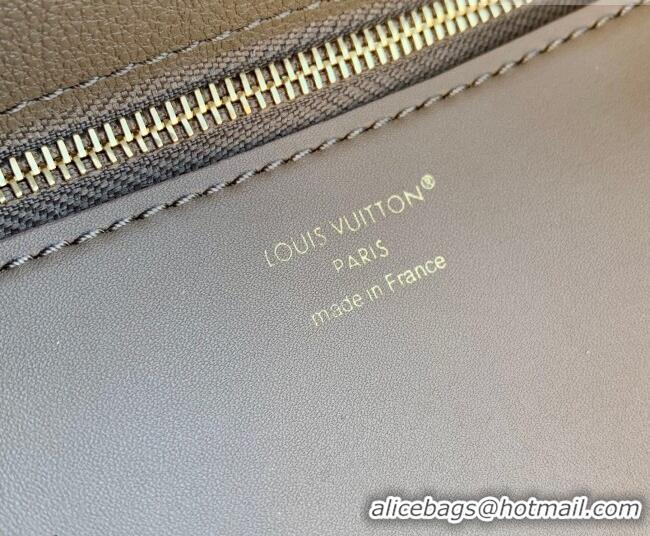 LOUIS VUITTON®
PARIS
made in France
alicebags@hotmail.com